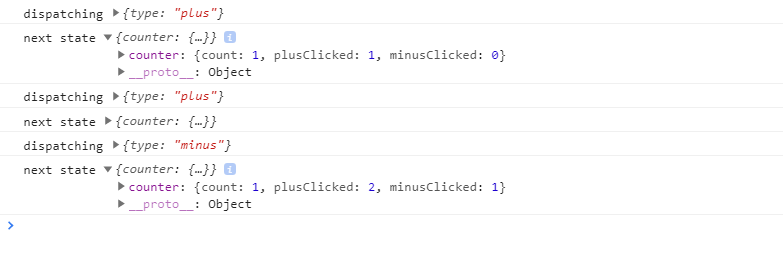 dispatching {type: "plus"}
next state {counter: {…}} i
counter: {count: 1, plusClicked: 1, minusClicked: 0}
__proto__: Object
dispatching {type: "plus"}
next state {counter: {…}}
dispatching {type: "minus"}
next state {counter: {…}} i
counter: {count: 1, plusClicked: 2, minusClicked: 1}
__proto__: Object